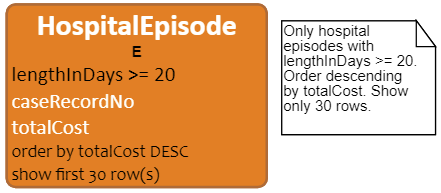 HospitalEpisode
E
lengthInDays >= 20
caseRecordNo
totalCost
order by totalCost DESC
show first 30 row(s)
Only hospital
episodes with
lengthInDays >= 20.
Order descending
by totalCost. Show
only 30 rows.